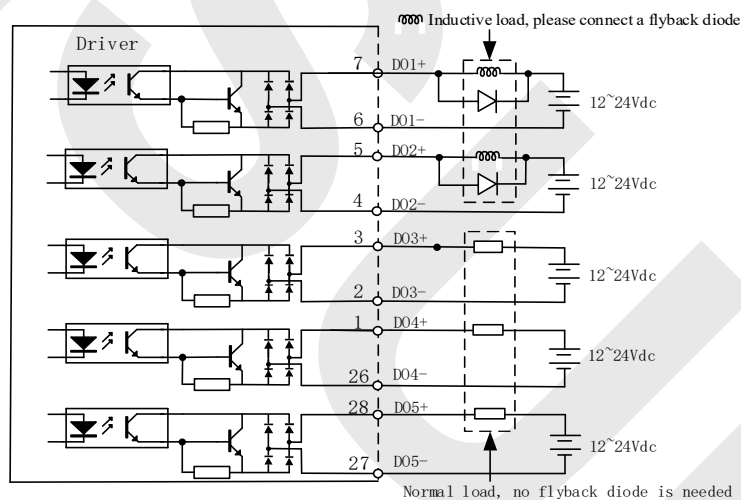 Inductive load, please connect a flyback diode
Driver
7 DO1+
12~24Vdc
6 DO1-
5 DO2+
12~24Vdc
4 DO2-
3 DO3+
12~24Vdc
2 DO3-
1 DO4+
12~24Vdc
26 DO4-
28 DO5+
12~24Vdc
27 DO5-
Normal load, no flyback diode is needed